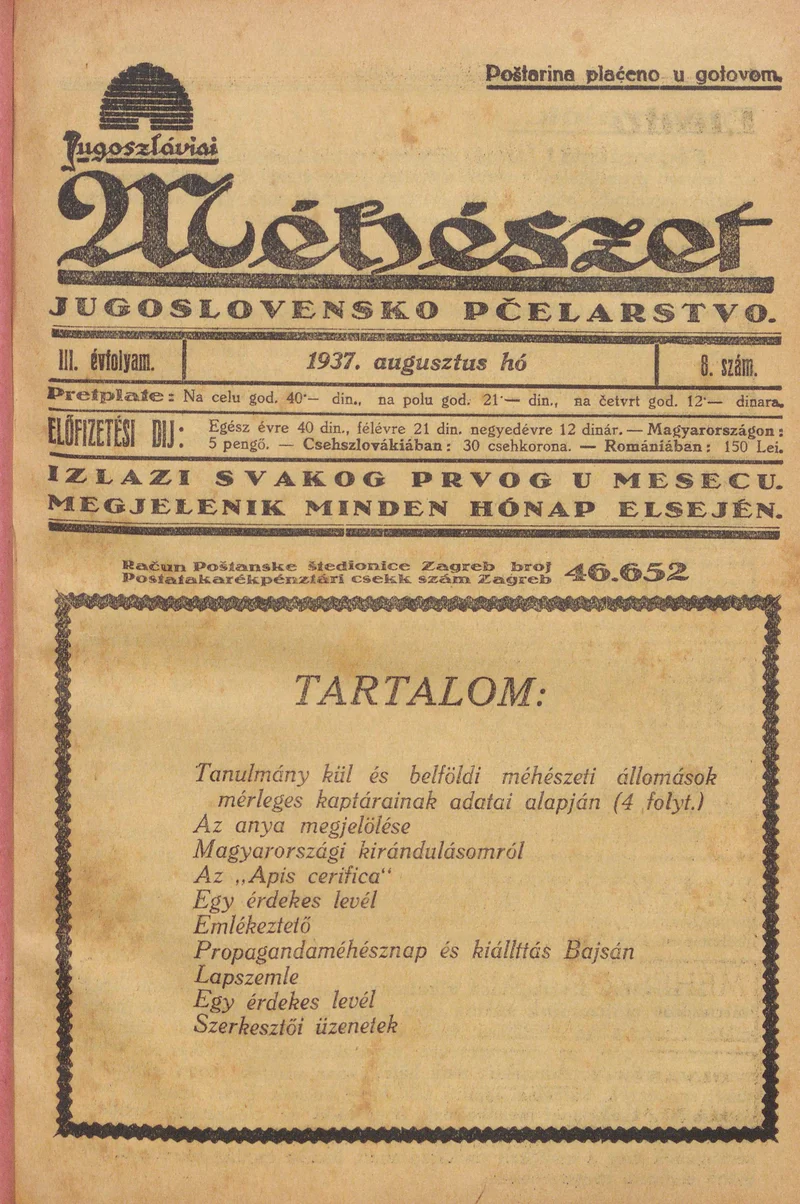 Poštarina plaćeno u gotovom.
Jugoszláviai
Méhészet
JUGOSLOVENSKO PČELARSTVO.
III. évfolyam.
1937. augusztus hó
8. szám.
Pretplate: Na celu god. 40·— din., na polu god. 21·— din., na četvrt god. 12·— dinara.
ELŐFIZETÉSI DIJ:
Egész évre 40 din., félévre 21 din. negyedévre 12 dinár. — Magyarországon:
5 pengő. — Csehszlovákiában: 30 csehkorona. — Romániában: 150 Lei.
IZLAZI SVAKOG PRVOG U MESECU.
MEGJELENIK MINDEN HÓNAP ELSEJÉN.
Račun Poštanske štedionice Zagreb broj
Postatakarékpénztári csekk szám Zagreb
46.652
TARTALOM:
Tanulmány kül és belföldi méhészeti állomások
mérleges kaptárainak adatai alapján (4 folyt.)
Az anya megjelölése
Magyarországi kirándulásomról
Az „Apis cerifica"
Egy érdekes levél
Emlékeztető
Propagandaméhésznap és kiállttás Bajsán
Lapszemle
Egy érdekes levél
Szerkesztői üzenetek